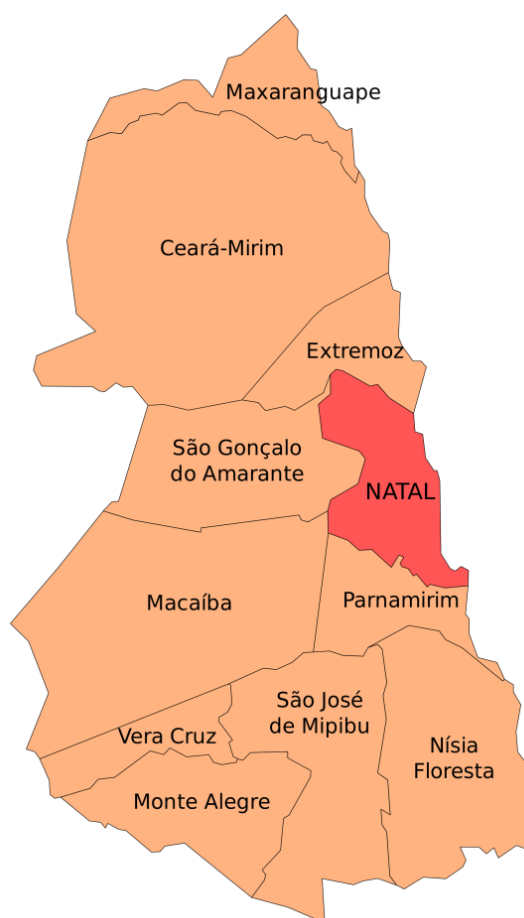 Maxaranguape
Ceará-Mirim
Extremoz
São Gonçalo
do Amarante
NATAL
Macaíba
Parnamirim
São José
de Mipibu
Vera Cruz
Nísia
Floresta
Monte Alegre